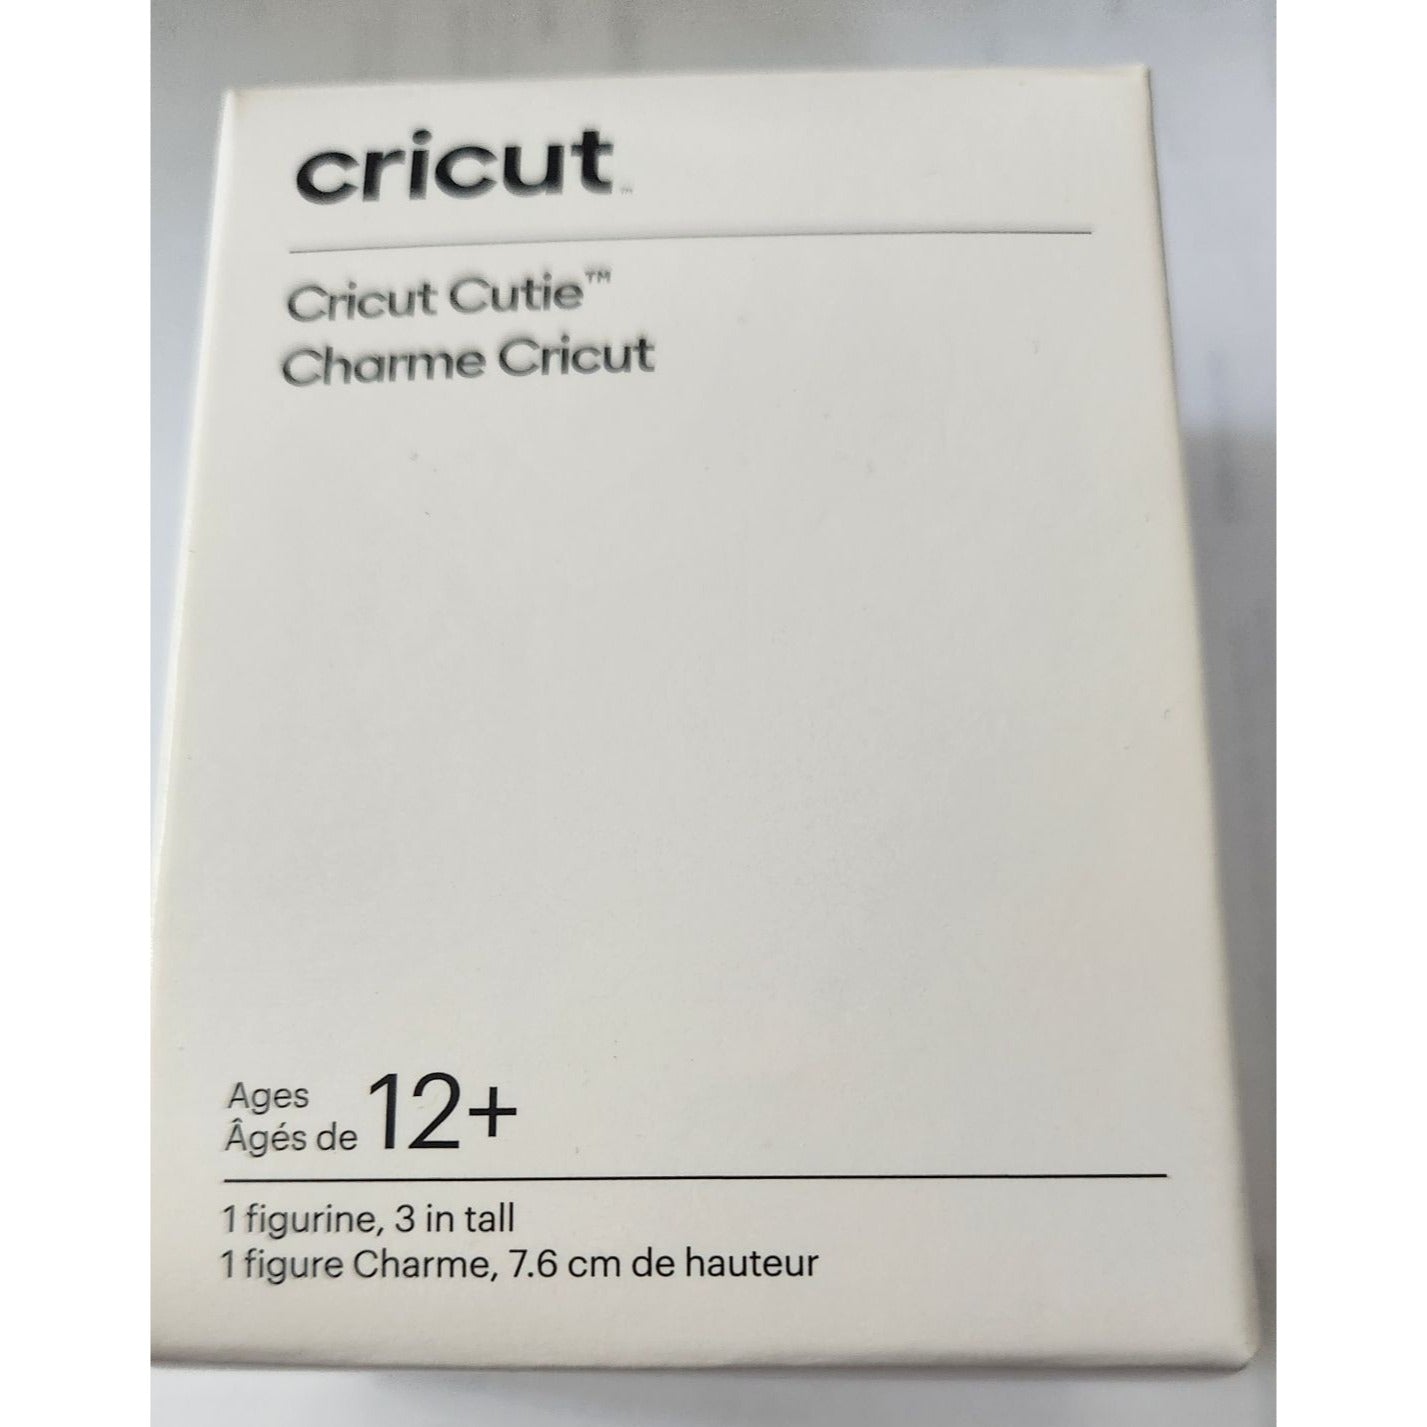 cricut™
Cricut Cutie™
Charme Cricut
Ages
Âgés de 12+
1 figurine, 3 in tall
1 figure Charme, 7.6 cm de hauteur